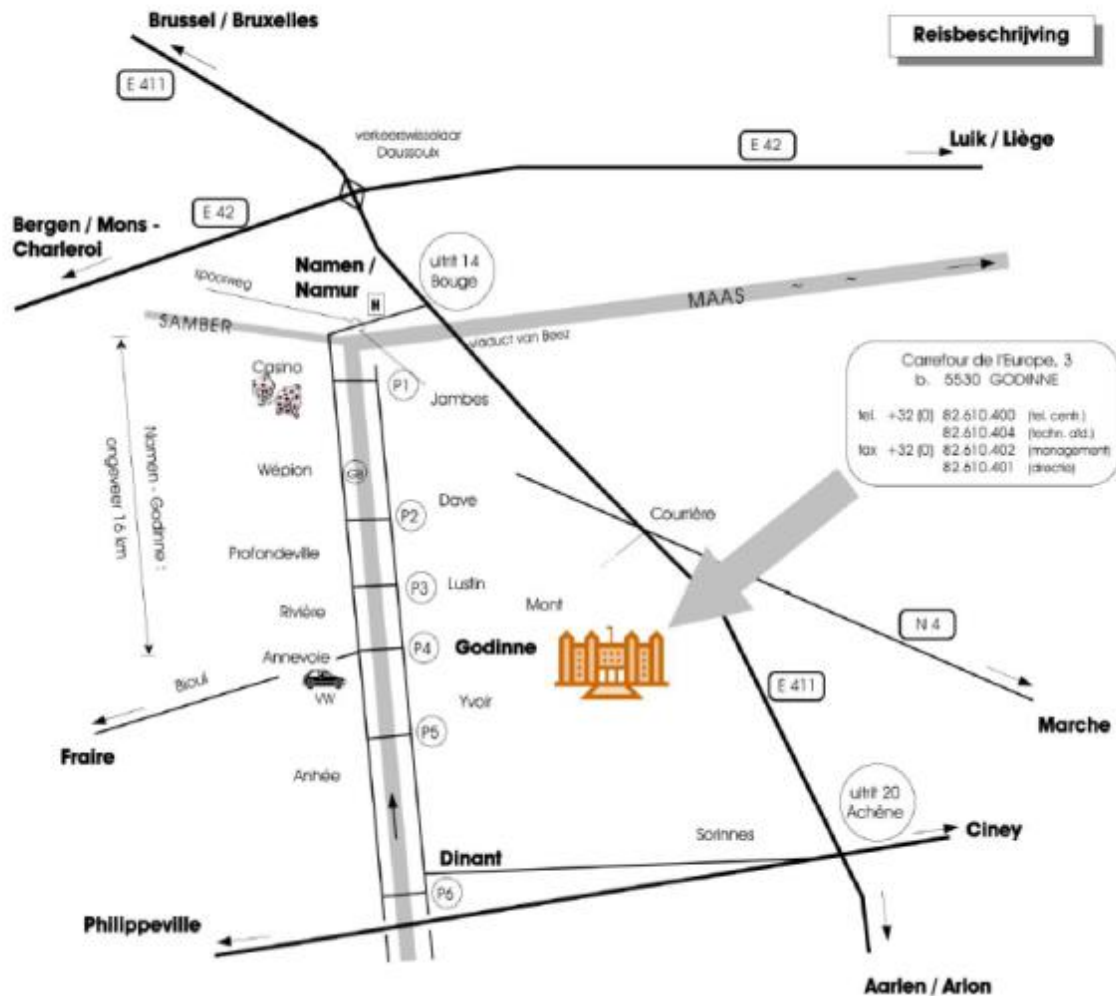 Brussel / Bruxelles
Reisbeschrijving
E 411
verkeerswisselaar
Daussoulx
E 42
Luik / Liège
E 42
Bergen / Mons -
Charleroi
Namen /
Namur
uitrit 14
Bouge
spoorweg
H
MAAS
SAMBER
viaduct van Beez
Casino
P1
Jambes
Carrefour de l'Europe, 3
b. 5530 GODINNE
tel. +32 (0) 82.610.400 (tel. centr.)
82.610.404 (techn. afd.)
fax +32 (0) 82.610.402 (management)
82.610.401 (directie)
Namen - Godinne :
ongeveer 16 km
Wépion
GB
Dave
P2
Courrière
Profondeville
P3
Lustin
Mont
Rivière
N 4
Annevoie
P4
Godinne
Bioul
VW
Yvoir
E 411
Marche
Fraire
P5
Anhée
uitrit 20
Achêne
Sorinnes
Ciney
Dinant
P6
Philippeville
Aarlen / Arlon